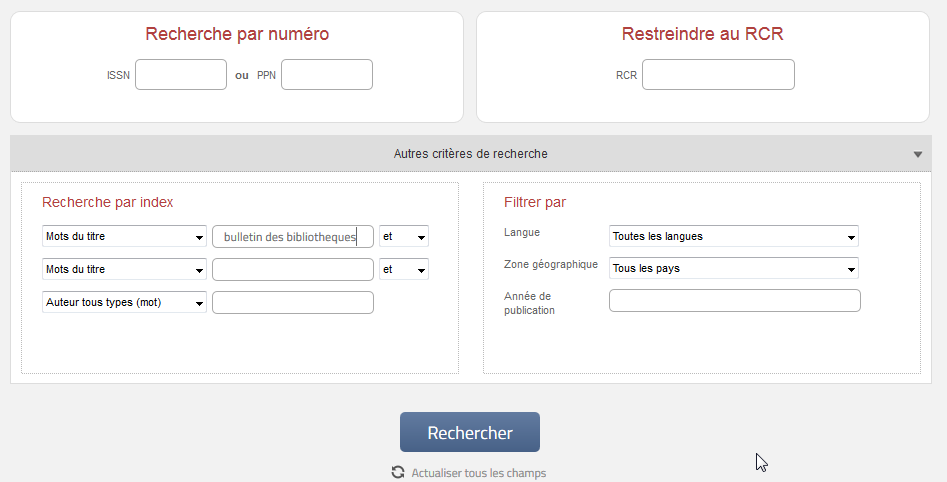 Recherche par numéro
ISSN ou PPN
Restreindre au RCR
RCR
Autres critères de recherche
Recherche par index
Mots du titre bulletin des bibliotheques et
Mots du titre et
Auteur tous types (mot)
Filtrer par
Langue Toutes les langues
Zone géographique Tous les pays
Année de
publication
Rechercher
Actualiser tous les champs